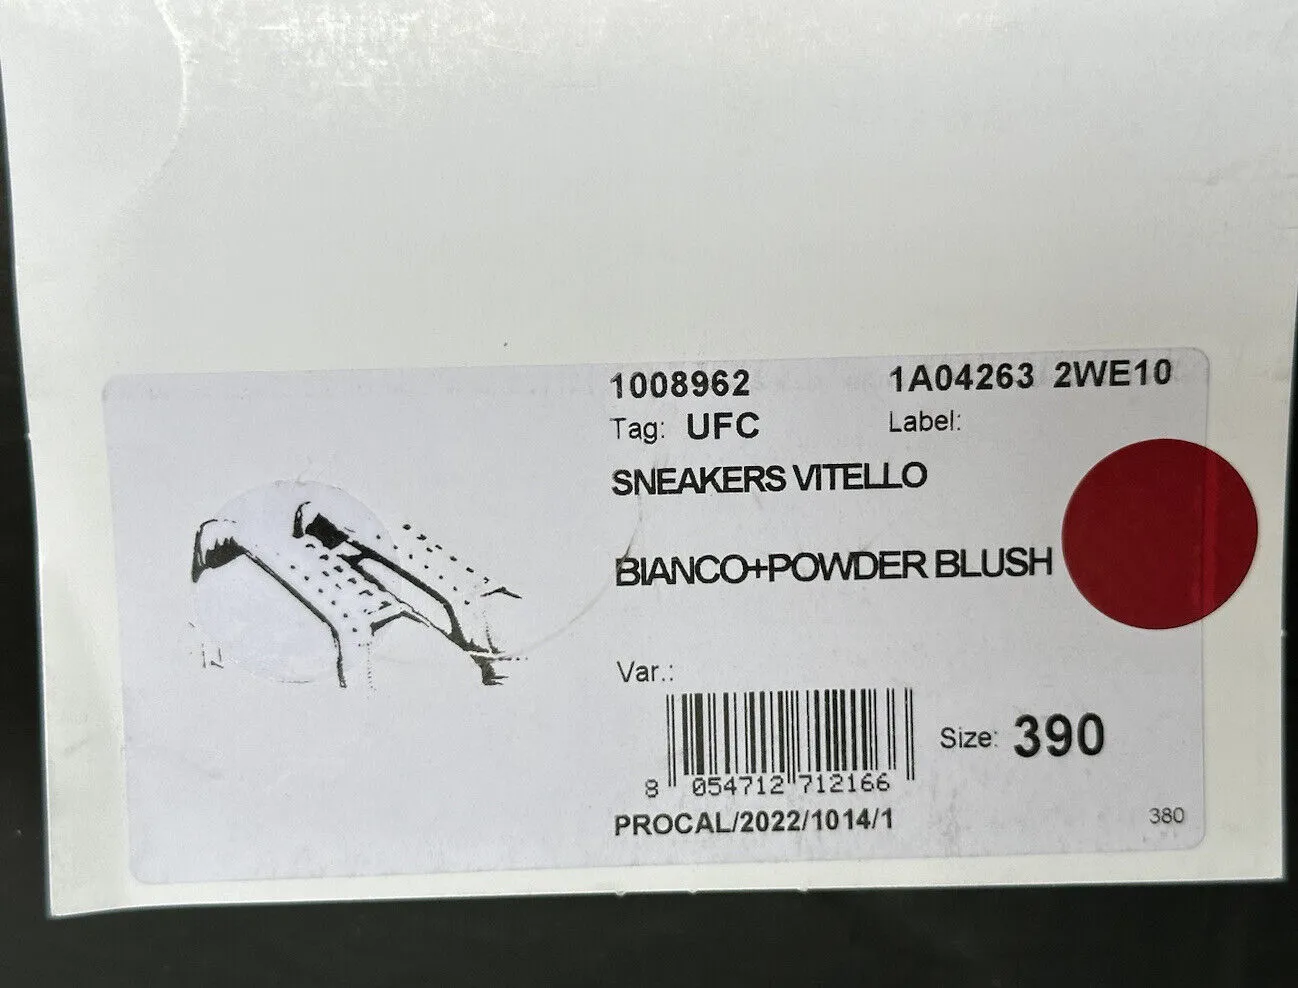 1008962 1A04263 2WE10
Tag: UFC Label:
SNEAKERS VITELLO
BIANCO+POWDER BLUSH
Var.:
Size: 390
8 054712 712166
PROCAL/2022/1014/1
380